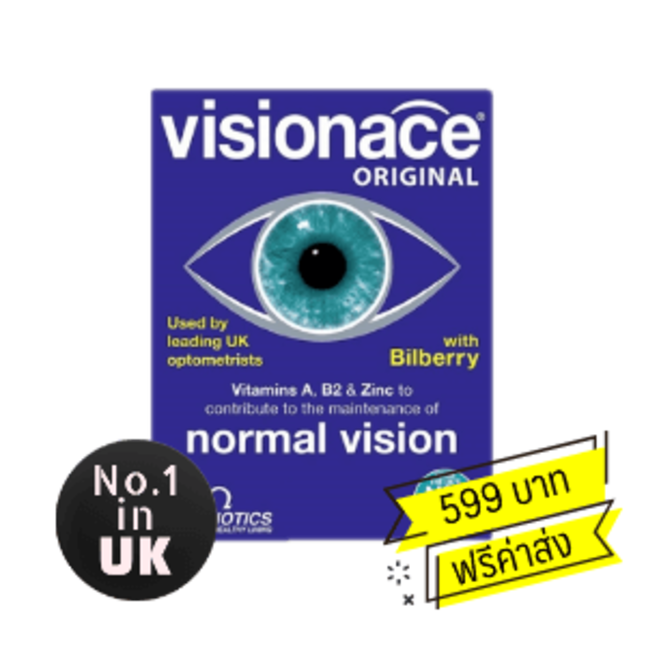 visionace®
ORIGINAL
Used by
leading UK
optometrists
with
Bilberry
Vitamins A, B2 & Zinc to
contribute to the maintenance of
normal vision
No.1
in
UK
599 บาท
ฟรีค่าส่ง